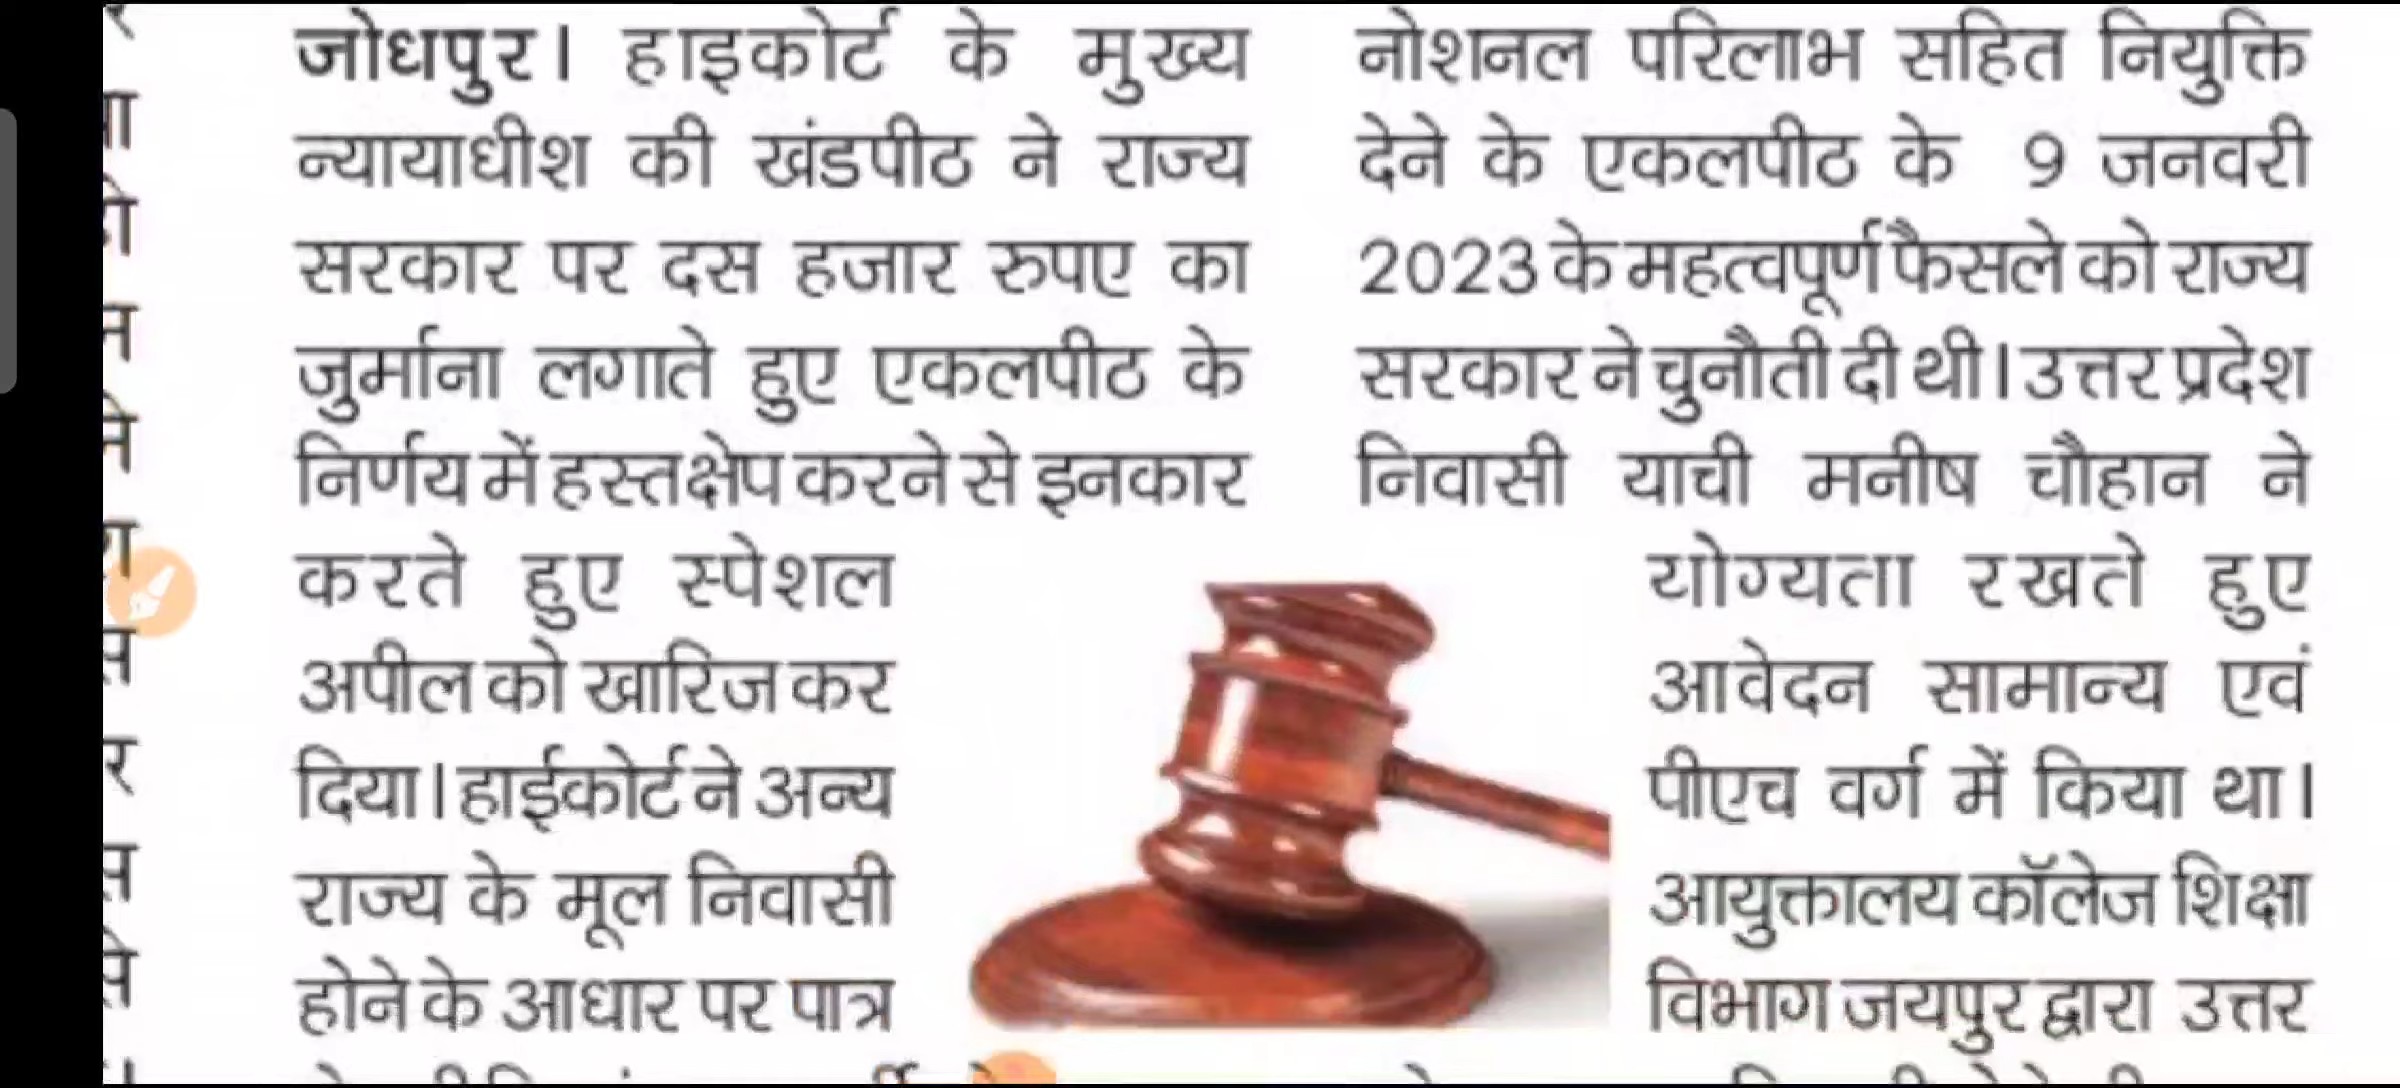 जोधपुर। हाइकोर्ट के मुख्य
न्यायाधीश की खंडपीठ ने राज्य
सरकार पर दस हजार रुपए का
जुर्माना लगाते हुए एकलपीठ के
निर्णय में हस्तक्षेप करने से इनकार
करते हुए स्पेशल
अपील को खारिज कर
दिया। हाईकोर्ट ने अन्य
राज्य के मूल निवासी
होने के आधार पर पात्र
नोशनल परिलाभ सहित नियुक्ति
देने के एकलपीठ के 9 जनवरी
2023 के महत्वपूर्ण फैसले को राज्य
सरकार ने चुनौती दी थी। उत्तर प्रदेश
निवासी याची मनीष चौहान ने
योग्यता रखते हुए
आवेदन सामान्य एवं
पीएच वर्ग में किया था।
आयुक्तालय कॉलेज शिक्षा
विभाग जयपुर द्वारा उत्तर